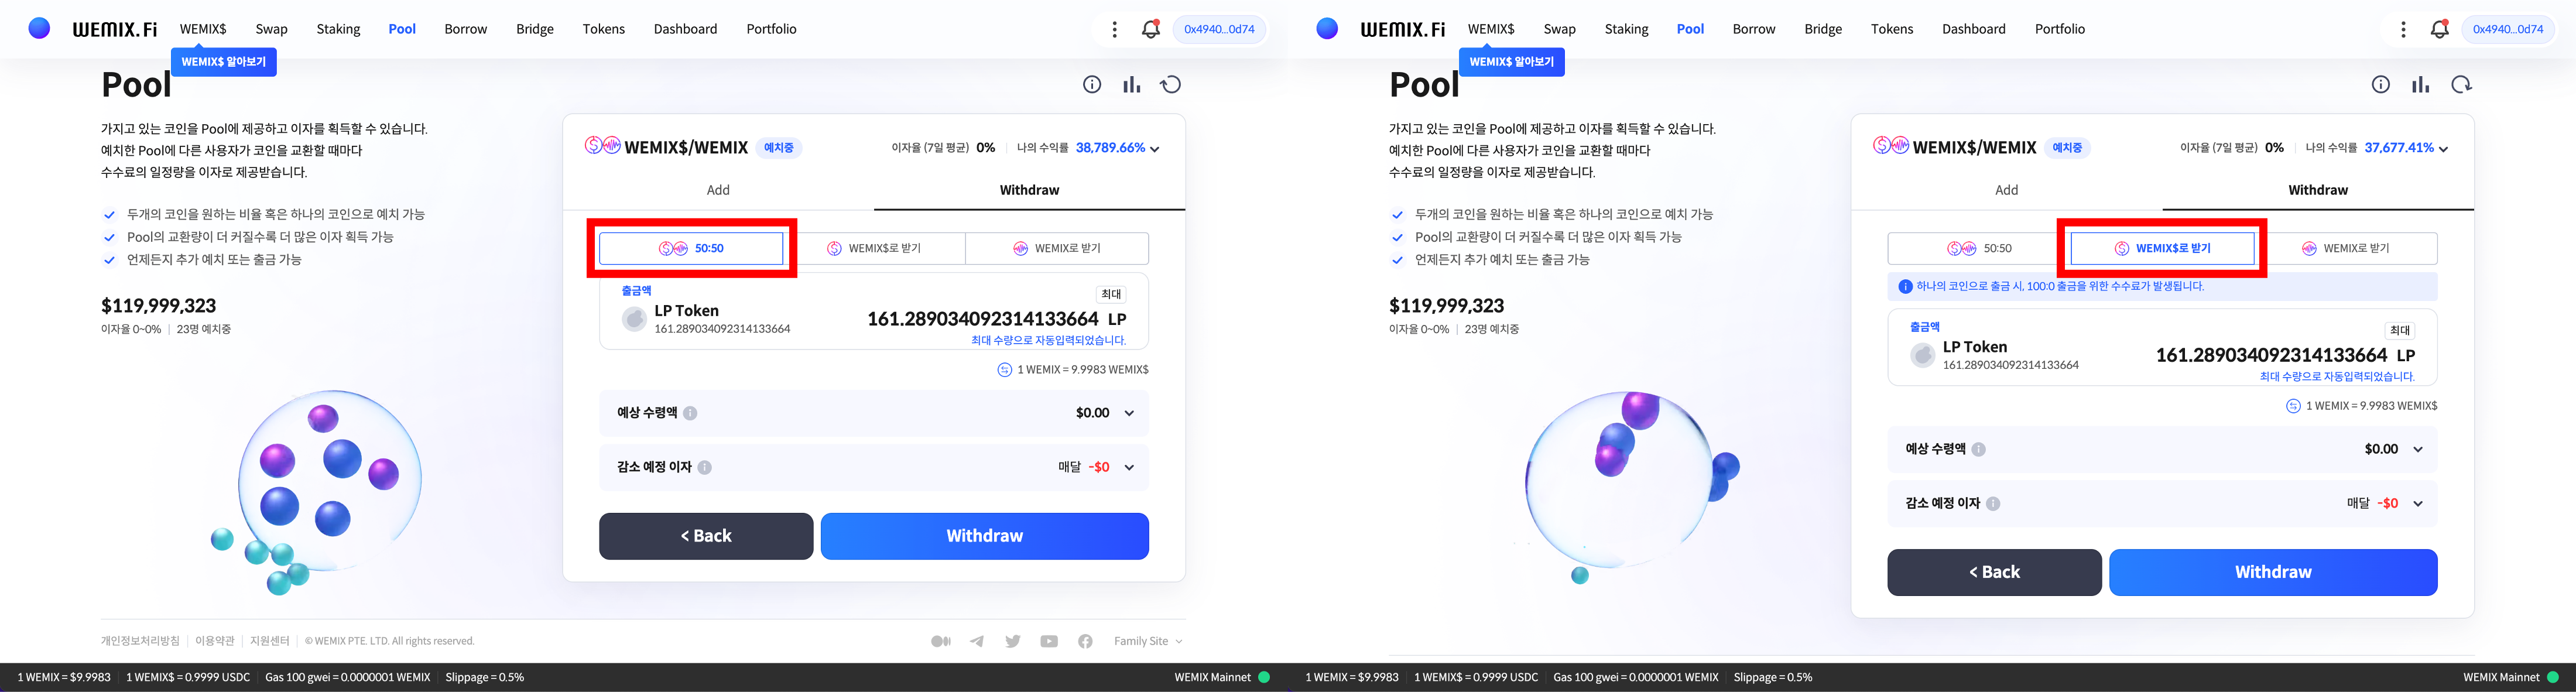 WEMIX.Fi WEMIX$ Swap Staking Pool Borrow Bridge Tokens Dashboard Portfolio 0x4940...0d74
WEMIX$ 알아보기
Pool
가지고 있는 코인을 Pool에 제공하고 이자를 획득할 수 있습니다.
예치한 Pool에 다른 사용자가 코인을 교환할 때마다
수수료의 일정량을 이자로 제공받습니다.
두개의 코인을 원하는 비율 혹은 하나의 코인으로 예치 가능
Pool의 교환량이 더 커질수록 더 많은 이자 획득 가능
언제든지 추가 예치 또는 출금 가능
$119,999,323
이자율 0~0% 23명 예치중
WEMIX$/WEMIX 예치중 이자율 (7일 평균) 0% 나의 수익률 38,789.66%
Add Withdraw
50:50 WEMIX$로 받기 WEMIX로 받기
출금액 최대
LP Token
161.289034092314133664
161.289034092314133664 LP
최대 수량으로 자동입력되었습니다.
1 WEMIX = 9.9983 WEMIX$
예상 수령액 $0.00
감소 예정 이자 매달 -$0
< Back Withdraw
개인정보처리방침 이용약관 지원센터 © WEMIX PTE. LTD. All rights reserved. Family Site
1 WEMIX = $9.9983 1 WEMIX$ = 0.9999 USDC Gas 100 gwei = 0.0000001 WEMIX Slippage = 0.5% WEMIX Mainnet
WEMIX.Fi WEMIX$ Swap Staking Pool Borrow Bridge Tokens Dashboard Portfolio 0x4940...0d74
WEMIX$ 알아보기
Pool
가지고 있는 코인을 Pool에 제공하고 이자를 획득할 수 있습니다.
예치한 Pool에 다른 사용자가 코인을 교환할 때마다
수수료의 일정량을 이자로 제공받습니다.
두개의 코인을 원하는 비율 혹은 하나의 코인으로 예치 가능
Pool의 교환량이 더 커질수록 더 많은 이자 획득 가능
언제든지 추가 예치 또는 출금 가능
$119,999,323
이자율 0~0% 23명 예치중
WEMIX$/WEMIX 예치중 이자율 (7일 평균) 0% 나의 수익률 37,677.41%
Add Withdraw
50:50 WEMIX$로 받기 WEMIX로 받기
하나의 코인으로 출금 시, 100:0 출금을 위한 수수료가 발생됩니다.
출금액 최대
LP Token
161.289034092314133664
161.289034092314133664 LP
최대 수량으로 자동입력되었습니다.
1 WEMIX = 9.9983 WEMIX$
예상 수령액 $0.00
감소 예정 이자 매달 -$0
< Back Withdraw
1 WEMIX = $9.9983 1 WEMIX$ = 0.9999 USDC Gas 100 gwei = 0.0000001 WEMIX Slippage = 0.5% WEMIX Mainnet